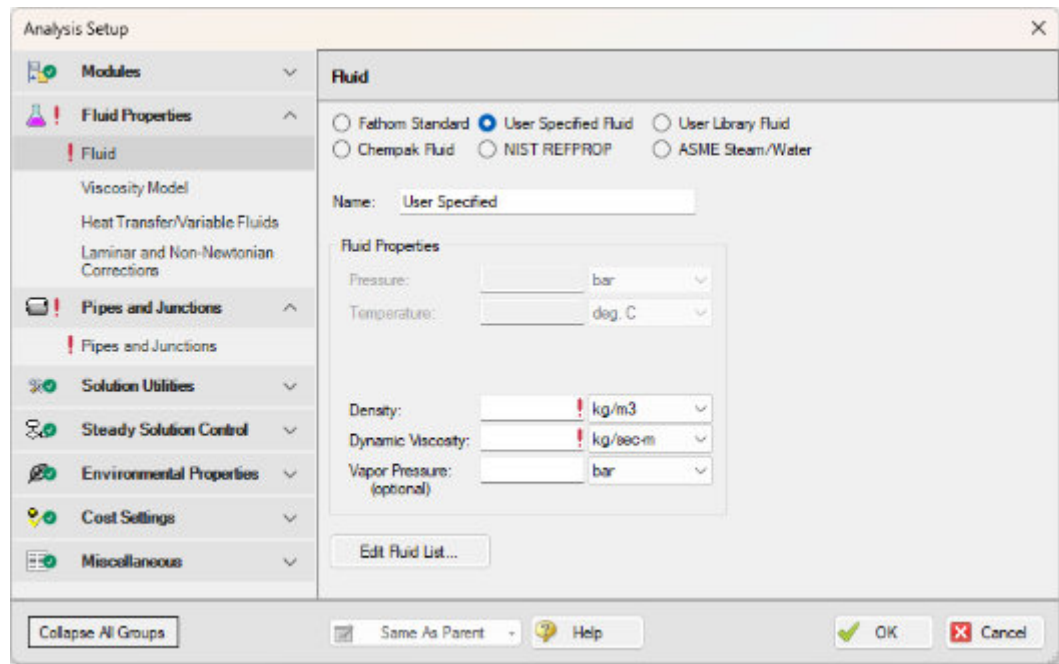 Analysis Setup
Modules
Fluid Properties
Fluid
Viscosity Model
Heat Transfer/Variable Fluids
Laminar and Non-Newtonian
Corrections
Pipes and Junctions
Pipes and Junctions
Solution Utilities
Steady Solution Control
Environmental Properties
Cost Settings
Miscellaneous
Collapse All Groups
Fluid
Fathom Standard User Specified Fluid User Library Fluid
Chempak Fluid NIST REFPROP ASME Steam/Water
Name: User Specified
Fluid Properties
Pressure: bar
Temperature: deg. C
Density: ! kg/m3
Dynamic Viscosity: ! kg/sec-m
Vapor Pressure: bar
(optional)
Edit Fluid List...
Same As Parent Help OK Cancel